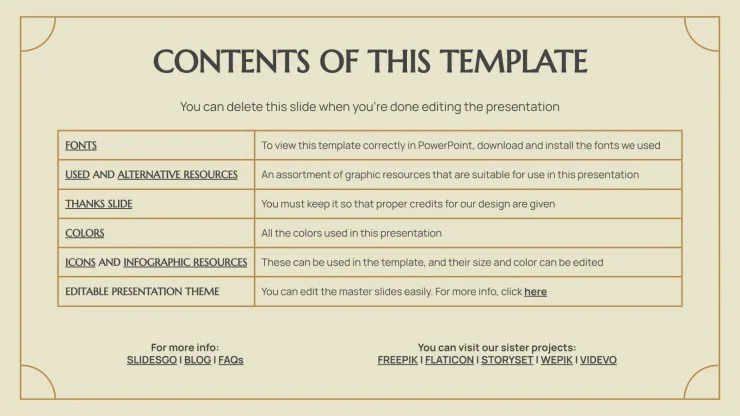 CONTENTS OF THIS TEMPLATE
You can delete this slide when you're done editing the presentation
FONTS To view this template correctly in PowerPoint, download and install the fonts we used
USED AND ALTERNATIVE RESOURCES An assortment of graphic resources that are suitable for use in this presentation
THANKS SLIDE You must keep it so that proper credits for our design are given
COLORS All the colors used in this presentation
ICONS AND INFOGRAPHIC RESOURCES These can be used in the template, and their size and color can be edited
EDITABLE PRESENTATION THEME You can edit the master slides easily. For more info, click here
For more info:
SLIDESGO | BLOG | FAQs
You can visit our sister projects:
FREEPIK | FLATICON | STORYSET | WEPIK | VIDEVO